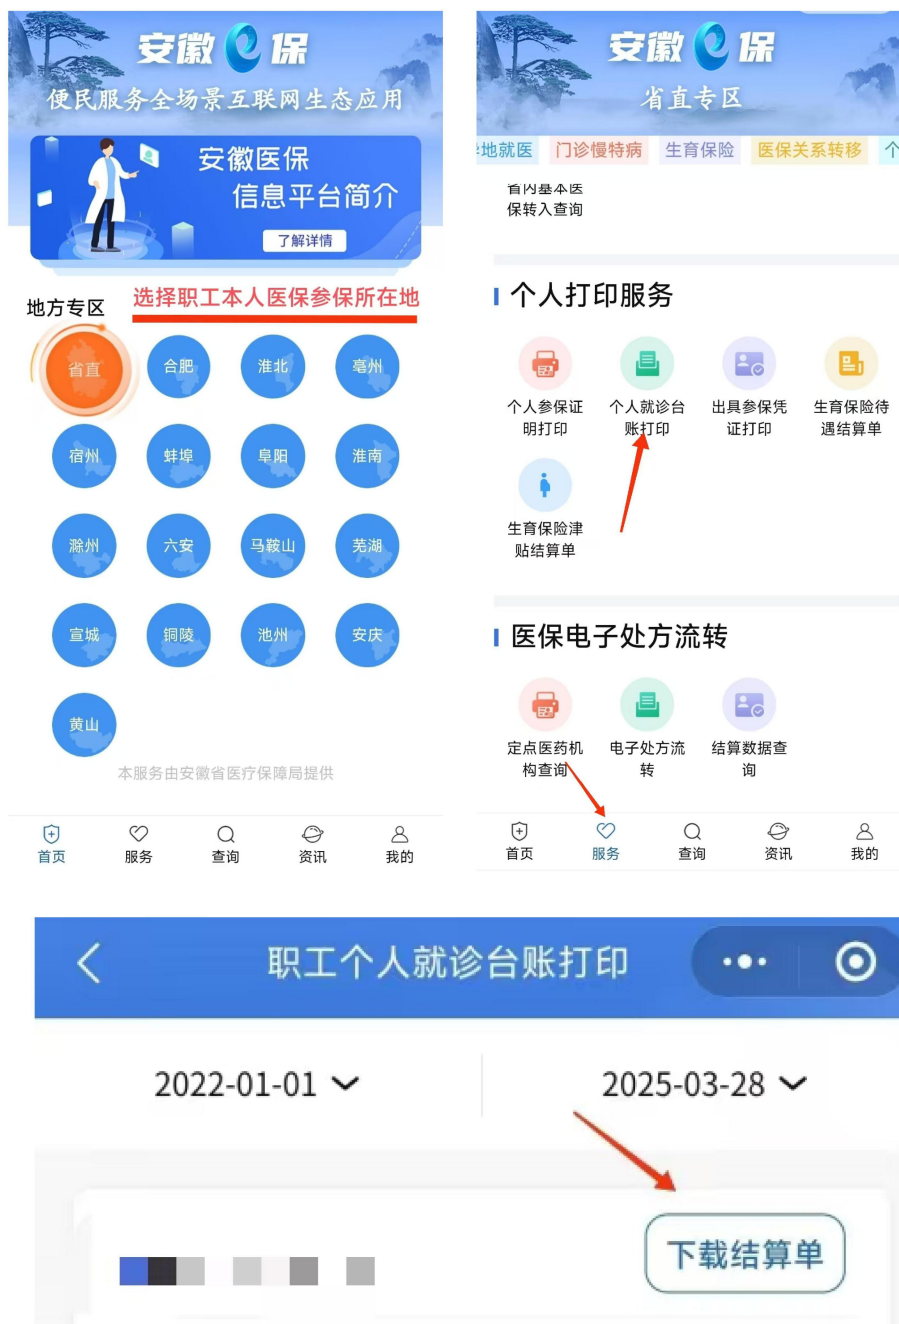 安徽e保
便民服务全场景互联网生态应用
安徽医保
信息平台简介
了解详情
地方专区
选择职工本人医保参保所在地
省直
合肥
淮北
亳州
宿州
蚌埠
阜阳
淮南
滁州
六安
马鞍山
芜湖
宣城
铜陵
池州
安庆
黄山
本服务由安徽省医疗保障局提供
首页
服务
查询
资讯
我的
安徽e保
省直专区
地就医
门诊慢特病
生育保险
医保关系转移
个
省内基本医
保转入查询
个人打印服务
个人参保证
明打印
个人就诊台
账打印
出具参保凭
证打印
生育保险待
遇结算单
生育保险津
贴结算单
医保电子处方流转
定点医药机
构查询
电子处方流
转
结算数据查
询
首页
服务
查询
资讯
我的
职工个人就诊台账打印
2022-01-01
2025-03-28
下载结算单